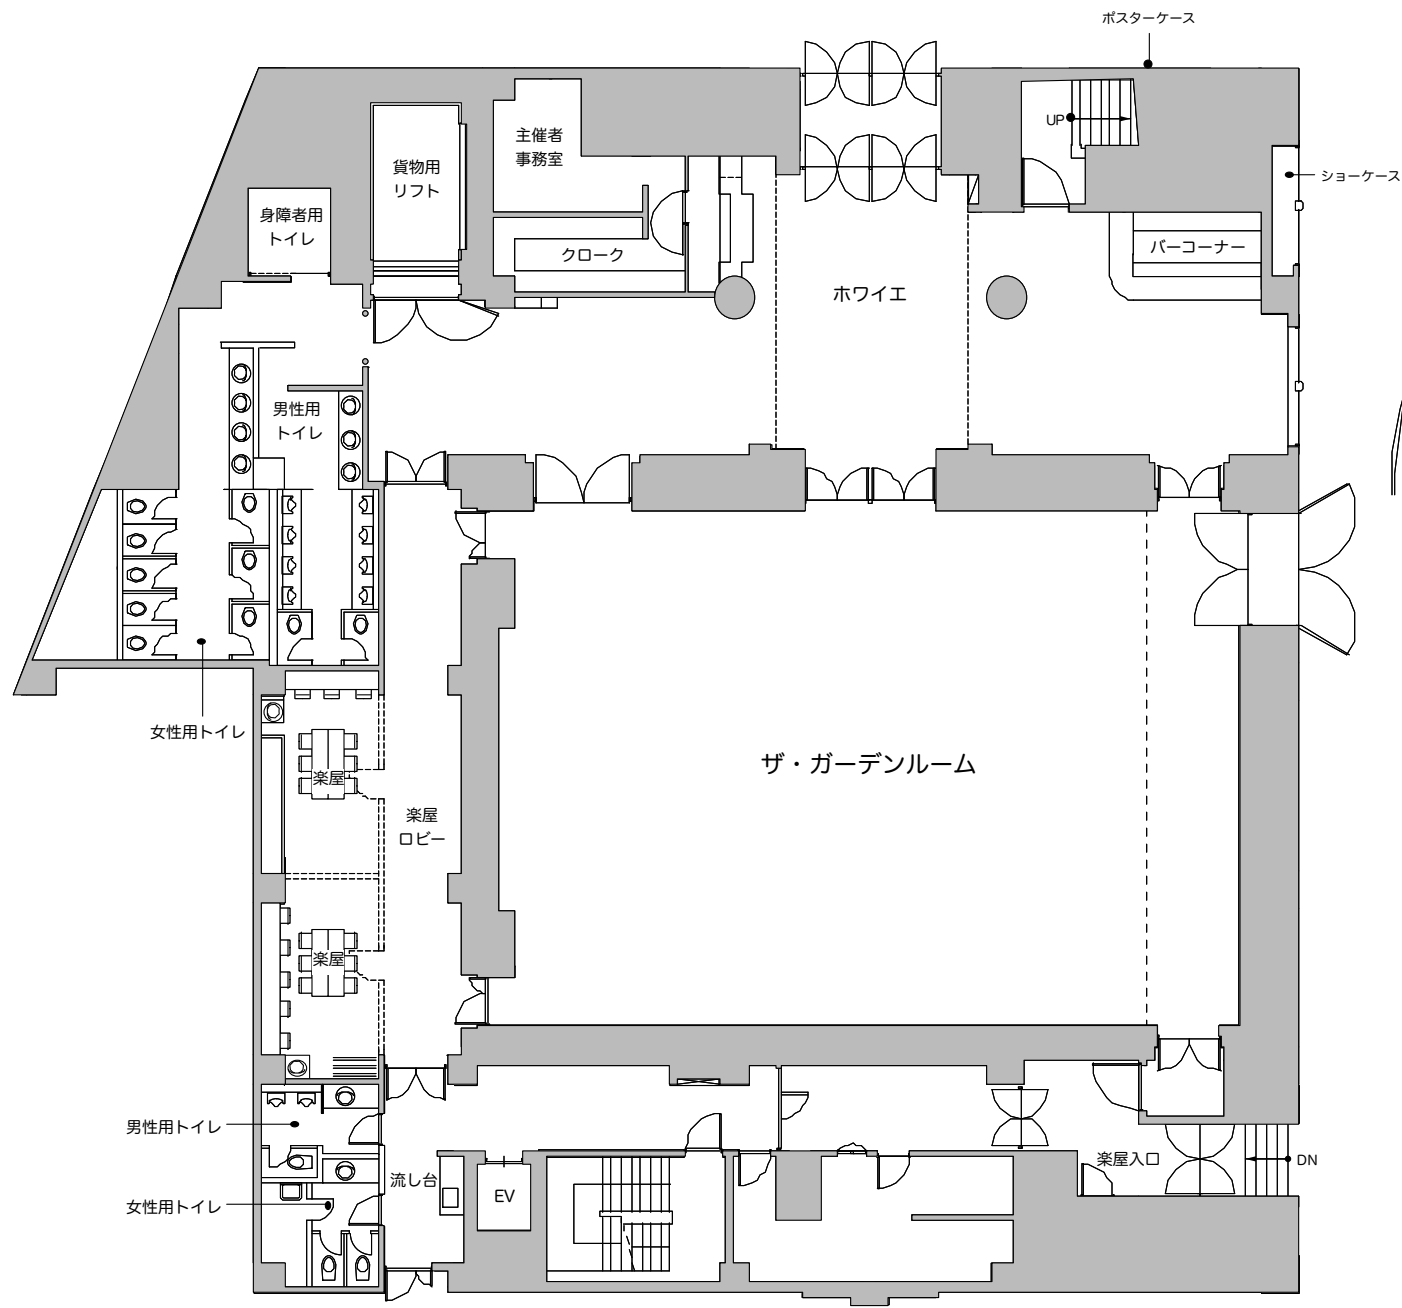 ポスターケース
UP
主催者
事務室
貨物用
リフト
ショーケース
身障者用
トイレ
クローク
バーコーナー
ホワイエ
男性用
トイレ
女性用トイレ
ザ・ガーデンルーム
楽屋
楽屋
ロビー
楽屋
男性用トイレ
楽屋入口
DN
流し台
EV
女性用トイレ